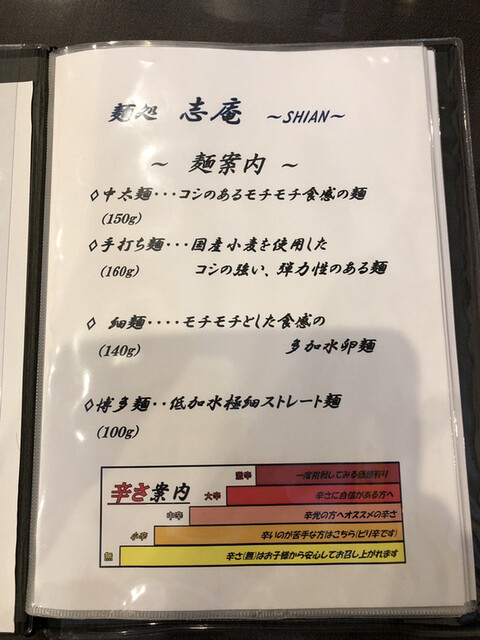 麺処 志庵 ~SHIAN~
~ 麺案内 ~
◇中太麺・・・コシのあるモチモチ食感の麺
(150g)
◇手打ち麺・・・国産小麦を使用した
(160g) コシの強い、弾力性のある麺
◇ 細麺・・・・モチモチとした食感の
(140g) 多加水卵麺
◇博多麺・・低加水極細ストレート麺
(100g)
辛さ案内
激辛 一度挑戦してみる価値有り
大辛 辛さに自信がある方へ
中辛 辛党の方へオススメの辛さ
小辛 辛いのが苦手な方はこちら(ピリ辛です)
無 辛さ(無)はお子様から安心してお召し上がれます